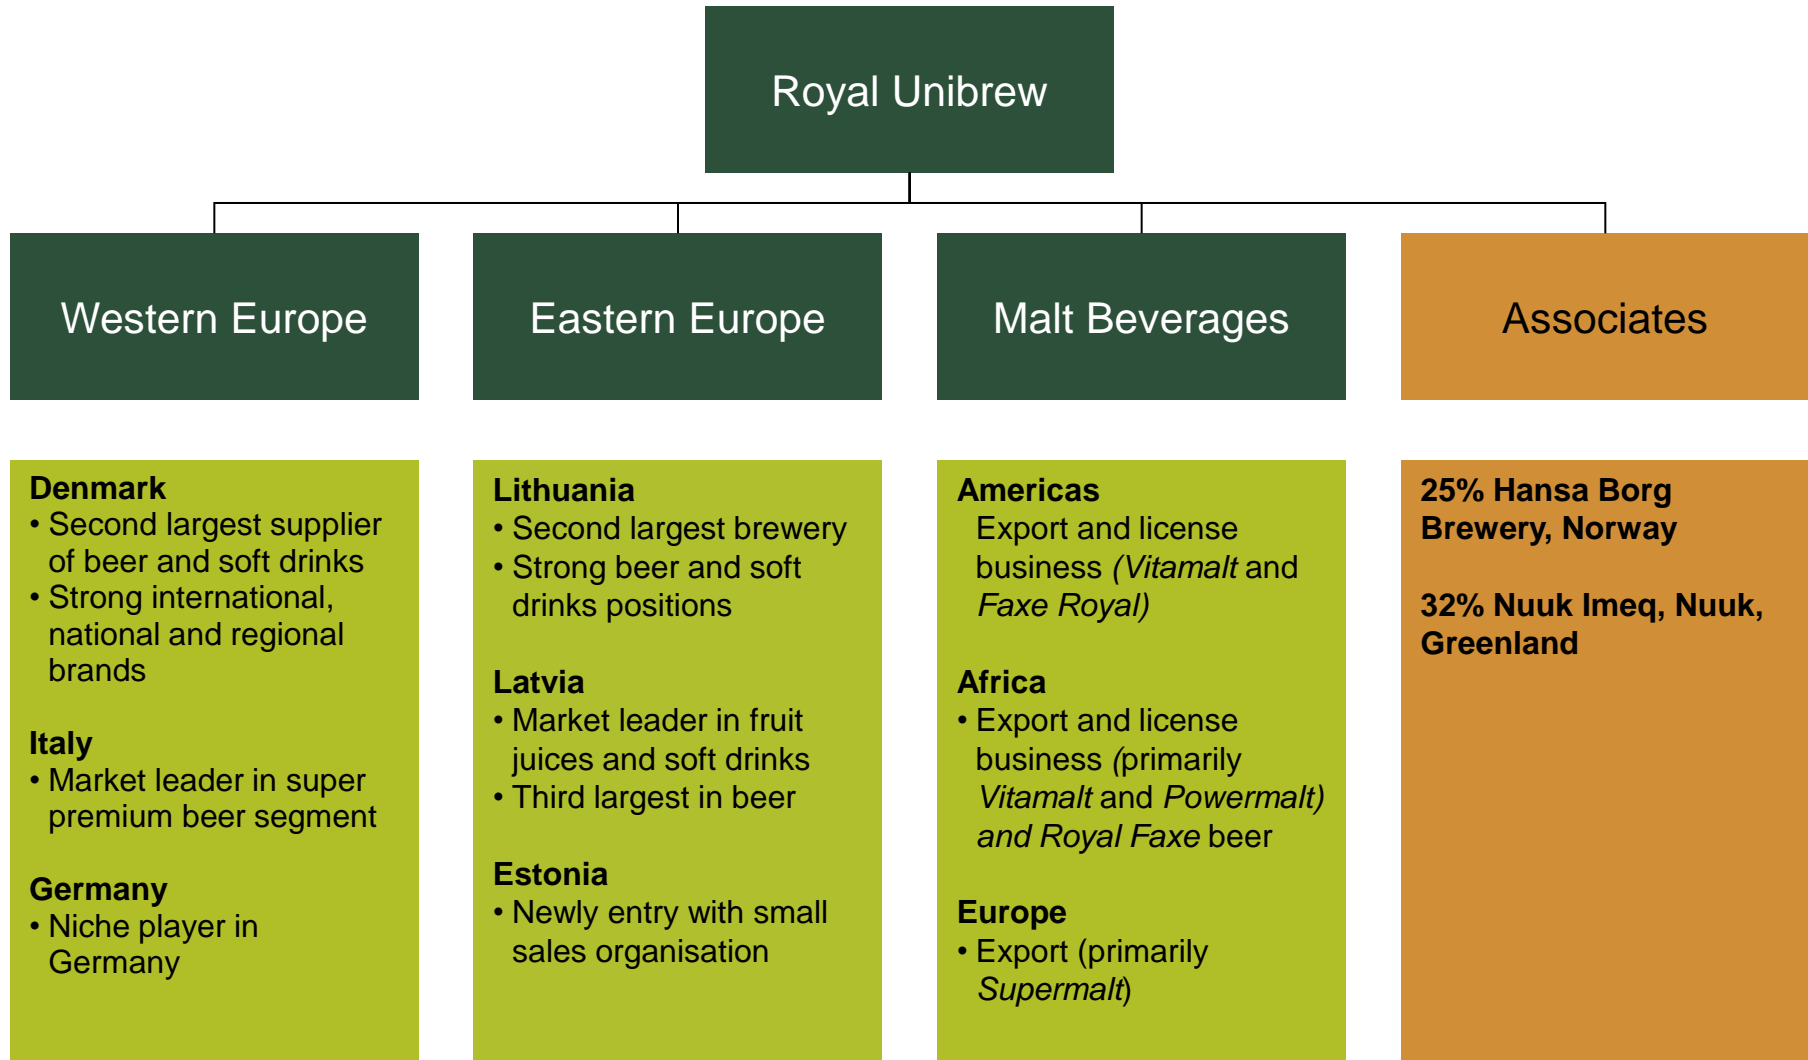 Royal Unibrew
Western Europe
Eastern Europe
Malt Beverages
Associates
Denmark
• Second largest supplier
of beer and soft drinks
• Strong international,
national and regional
brands
Italy
• Market leader in super
premium beer segment
Germany
• Niche player in
Germany
Lithuania
• Second largest brewery
• Strong beer and soft
drinks positions
Latvia
• Market leader in fruit
juices and soft drinks
• Third largest in beer
Estonia
• Newly entry with small
sales organisation
Americas
Export and license
business (Vitamalt and
Faxe Royal)
Africa
• Export and license
business (primarily
Vitamalt and Powermalt)
and Royal Faxe beer
Europe
• Export (primarily
Supermalt)
25% Hansa Borg
Brewery, Norway
32% Nuuk Imeq, Nuuk,
Greenland